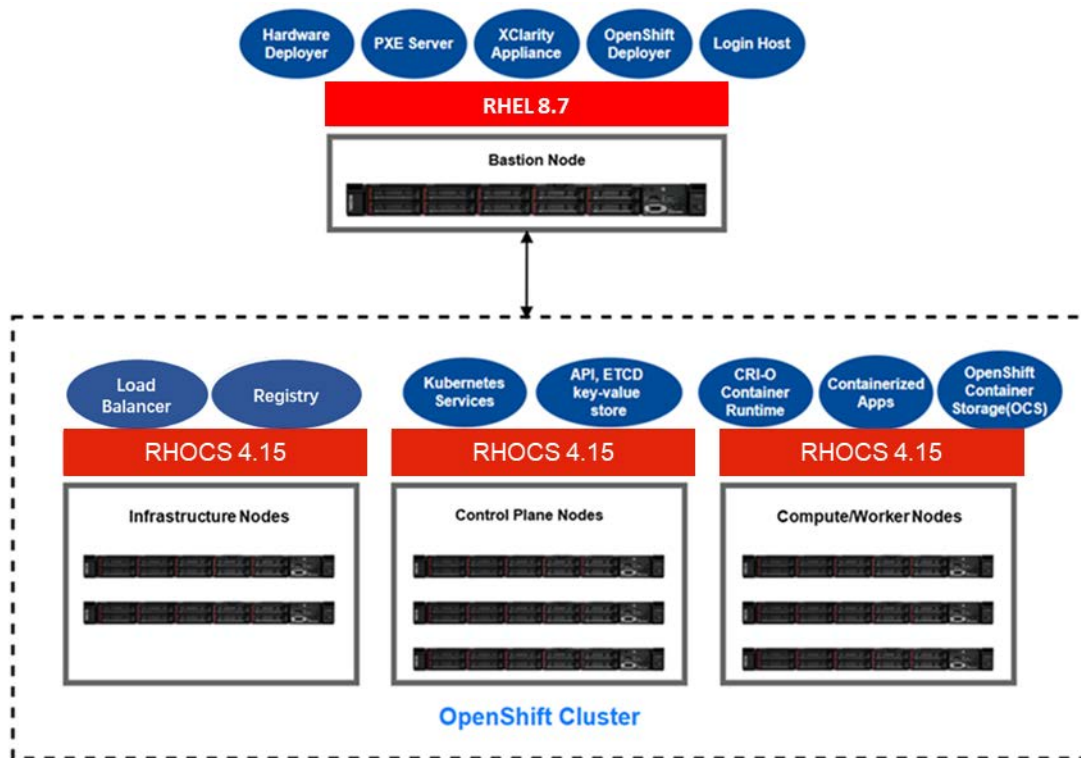 Hardware
Deployer
PXE Server
XClarity
Appliance
OpenShift
Deployer
Login Host
RHEL 8.7
Bastion Node
Load
Balancer
Registry
Kubernetes
Services
API, ETCD
key-value
store
CRI-O
Container
Runtime
Containerized
Apps
OpenShift
Container
Storage(OCS)
RHOCS 4.15
RHOCS 4.15
RHOCS 4.15
Infrastructure Nodes
Control Plane Nodes
Compute/Worker Nodes
OpenShift Cluster